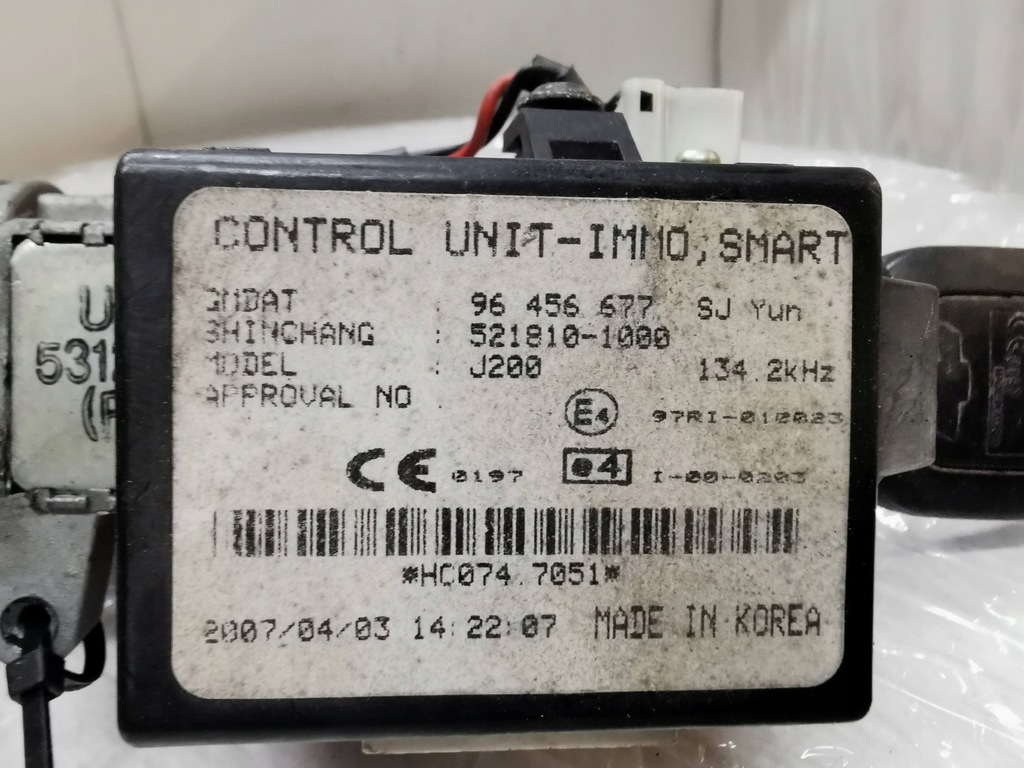 CONTROL UNIT-IMMO,SMART
GMDAT : 96 456 677 SJ Yun
SHINCHANG : 521810-1000
MODEL : J200 134.2kHz
APPROVAL NO : E4 97RI-010023
CE 0197 e4 I-00-0203
*HC074.7051*
2007/04/03 14:22:07 MADE IN KOREA